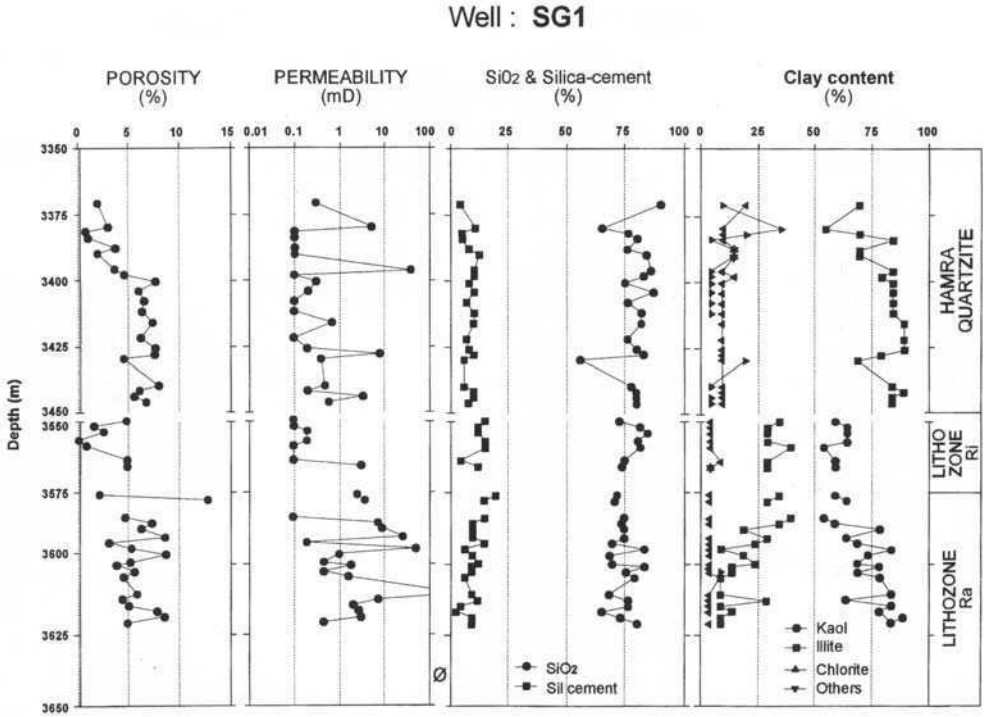 Well : SG1
POROSITY
(%)
PERMEABILITY
(mD)
SiO2 & Silica-cement
(%)
Clay content
(%)
0 5 10 15
0.01 0.1 1 10 100
0 25 50 75 100
0 25 50 75 100
Depth (m)
3350
3375
3400
3425
3450
3550
3575
3600
3625
3650
HAMRA
QUARTZITE
LITHO
ZONE
Ri
LITHOZONE
Ra
Ø
SiO2
Sil cement
Kaol
Illite
Chlorite
Others